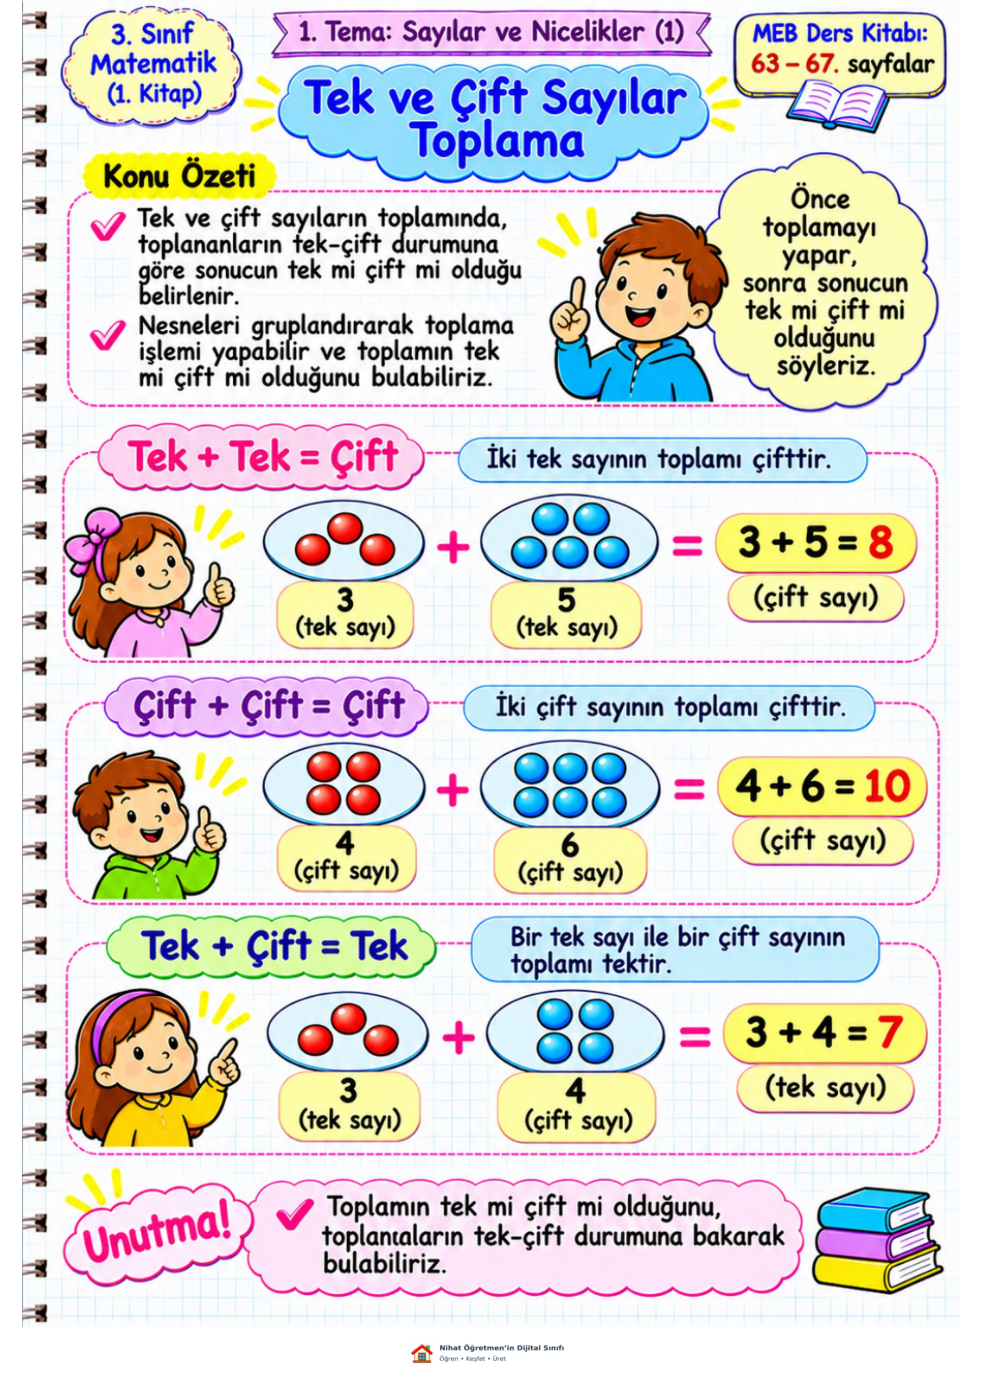 3. Sınıf
Matematik
(1. Kitap)
1. Tema: Sayılar ve Nicelikler (1)
MEB Ders Kitabı:
63 – 67. sayfalar
Tek ve Çift Sayılar
Toplama
Konu Özeti
Tek ve çift sayıların toplamında,
toplananların tek-çift durumuna
göre sonucun tek mi çift mi olduğu
belirlenir.
Nesneleri gruplandırarak toplama
işlemi yapabilir ve toplamın tek
mi çift mi olduğunu bulabiliriz.
Önce
toplamayı
yapar,
sonra sonucun
tek mi çift mi
olduğunu
söyleriz.
Tek + Tek = Çift
İki tek sayının toplamı çifttir.
+
=
3 + 5 = 8
(çift sayı)
3
(tek sayı)
5
(tek sayı)
Çift + Çift = Çift
İki çift sayının toplamı çifttir.
+
=
4 + 6 = 10
(çift sayı)
4
(çift sayı)
6
(çift sayı)
Tek + Çift = Tek
Bir tek sayı ile bir çift sayının
toplamı tektir.
+
=
3 + 4 = 7
(tek sayı)
3
(tek sayı)
4
(çift sayı)
Unutma!
Toplamın tek mi çift mi olduğunu,
toplantaların tek-çift durumuna bakarak
bulabiliriz.
Nihat Öğretmen'in Dijital Sınıfı
Öğren • Keşfet • Üret